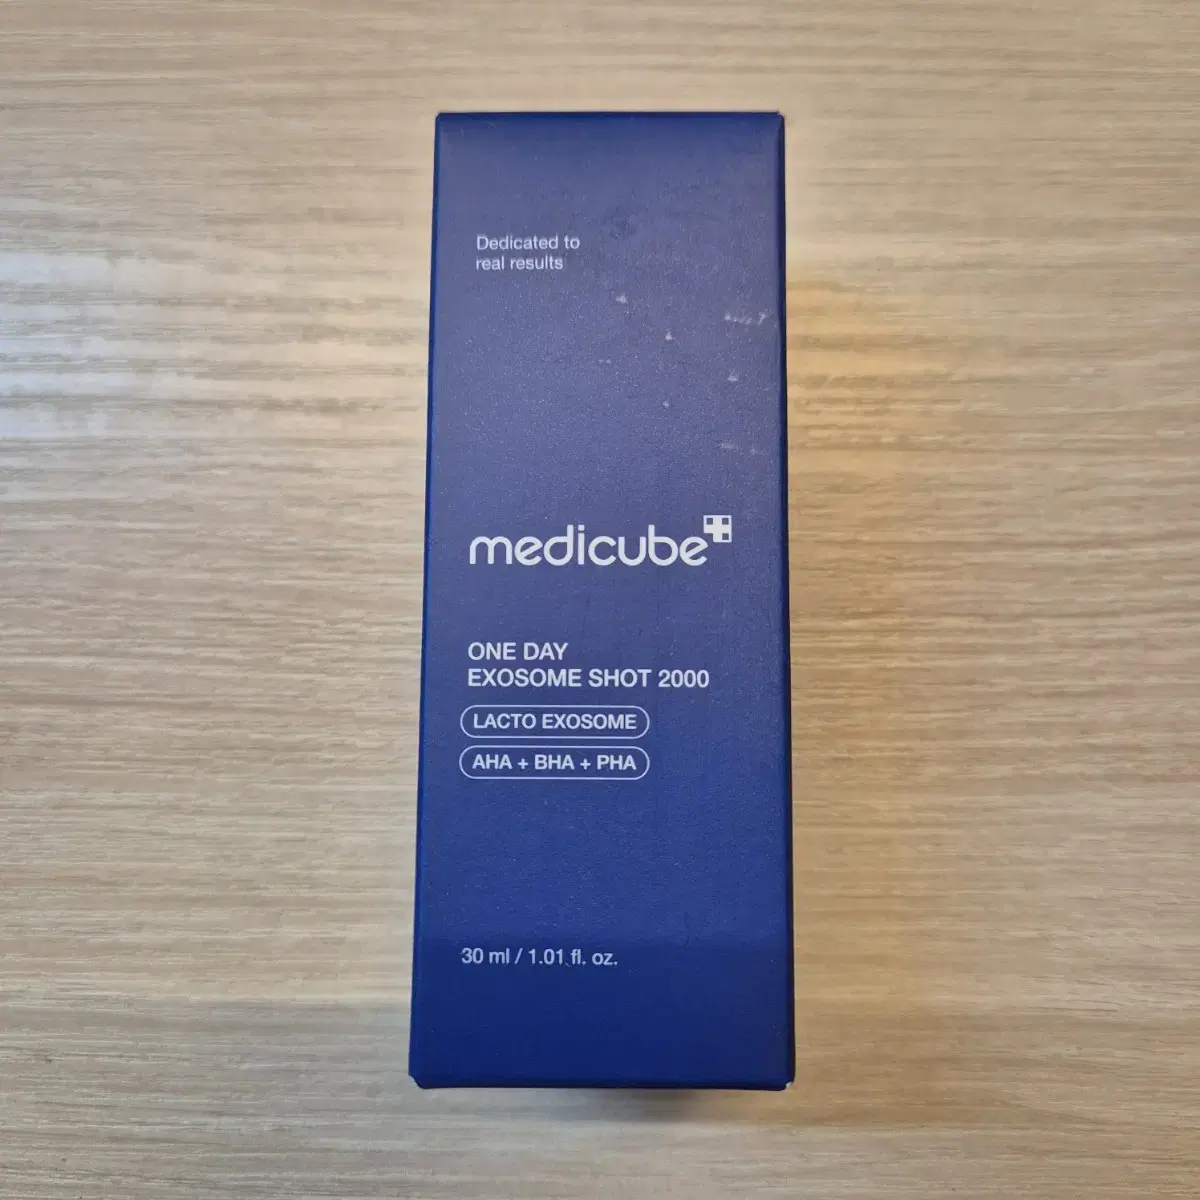 Dedicated to
real results
medicube
ONE DAY
EXOSOME SHOT 2000
LACTO EXOSOME
AHA + BHA + PHA
30 ml / 1.01 fl. oz.